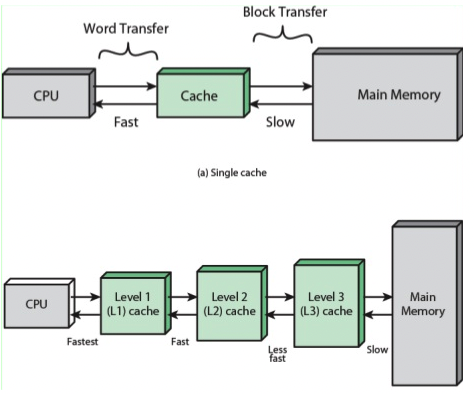 Block Transfer
Word Transfer
CPU
Cache
Main Memory
Fast
Slow
(a) Single cache
CPU
Level 1
(L1) cache
Level 2
(L2) cache
Level 3
(L3) cache
Main
Memory
Fastest
Fast
Less
fast
Slow